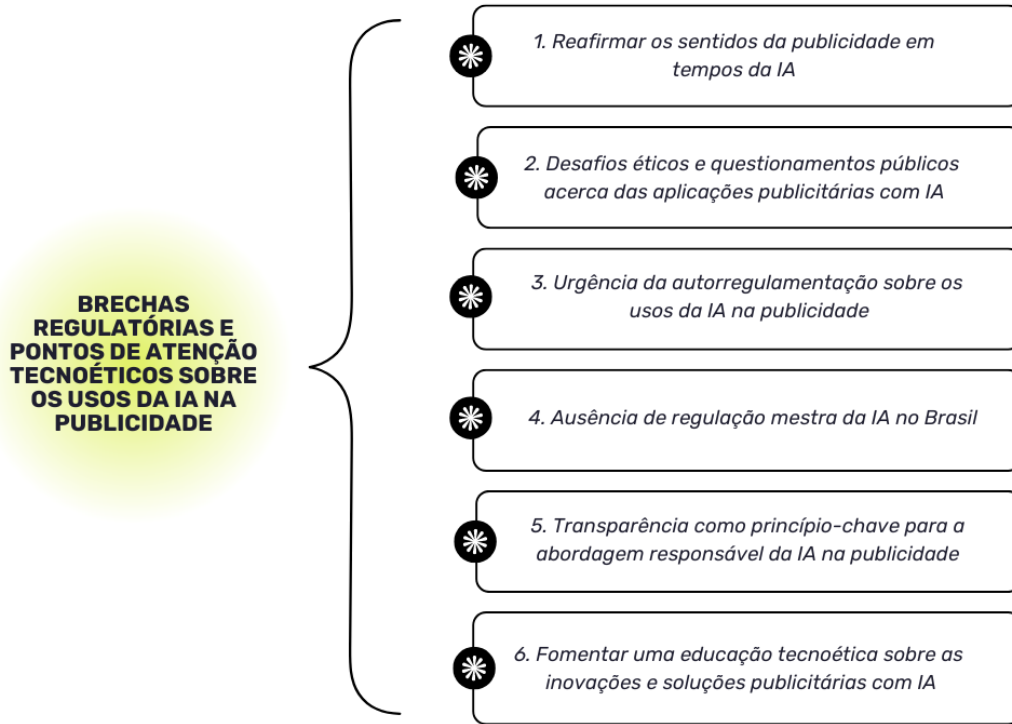 BRECHAS
REGULATÓRIAS E
PONTOS DE ATENÇÃO
TECNOÉTICOS SOBRE
OS USOS DA IA NA
PUBLICIDADE
1. Reafirmar os sentidos da publicidade em
tempos da IA
2. Desafios éticos e questionamentos públicos
acerca das aplicações publicitárias com IA
3. Urgência da autorregulamentação sobre os
usos da IA na publicidade
4. Ausência de regulação mestra da IA no Brasil
5. Transparência como princípio-chave para a
abordagem responsável da IA na publicidade
6. Fomentar uma educação tecnoética sobre as
inovações e soluções publicitárias com IA